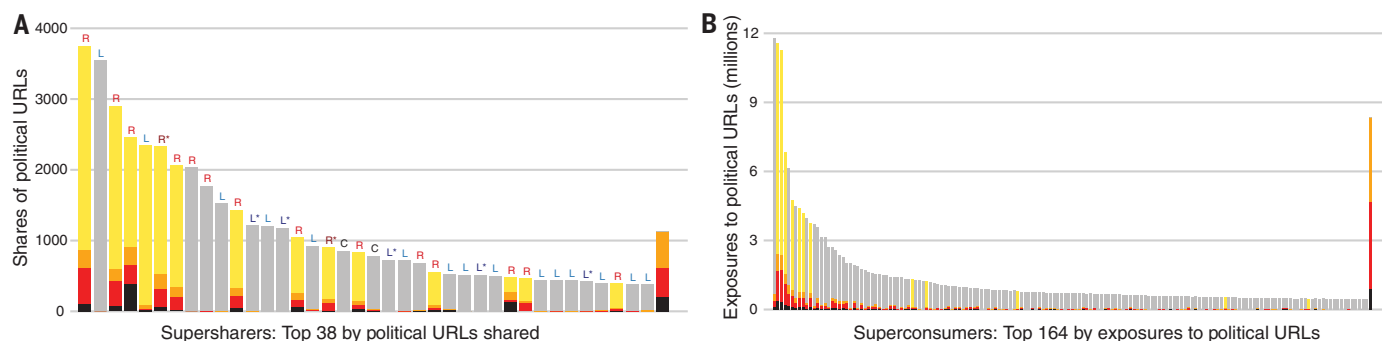 A
Shares of political URLs
4000
3000
2000
1000
0
R L R R L R* R R R L R L* L L* R L R* C R C L* L R R L L L* L R R L L L L* L R L L
Supersharers: Top 38 by political URLs shared
B
Exposures to political URLs (millions)
12
9
6
3
0
Superconsumers: Top 164 by exposures to political URLs